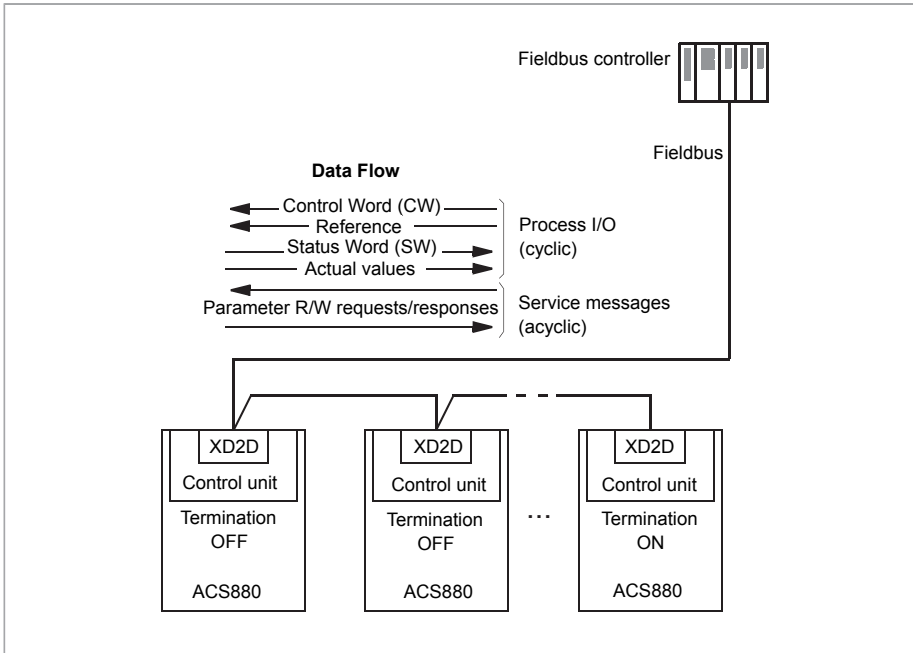 Fieldbus controller
Fieldbus
Data Flow
Control Word (CW)
Reference
Status Word (SW)
Actual values
Process I/O
(cyclic)
Parameter R/W requests/responses
Service messages
(acyclic)
XD2D
Control unit
Termination
OFF
ACS880
XD2D
Control unit
Termination
OFF
ACS880
...
XD2D
Control unit
Termination
ON
ACS880